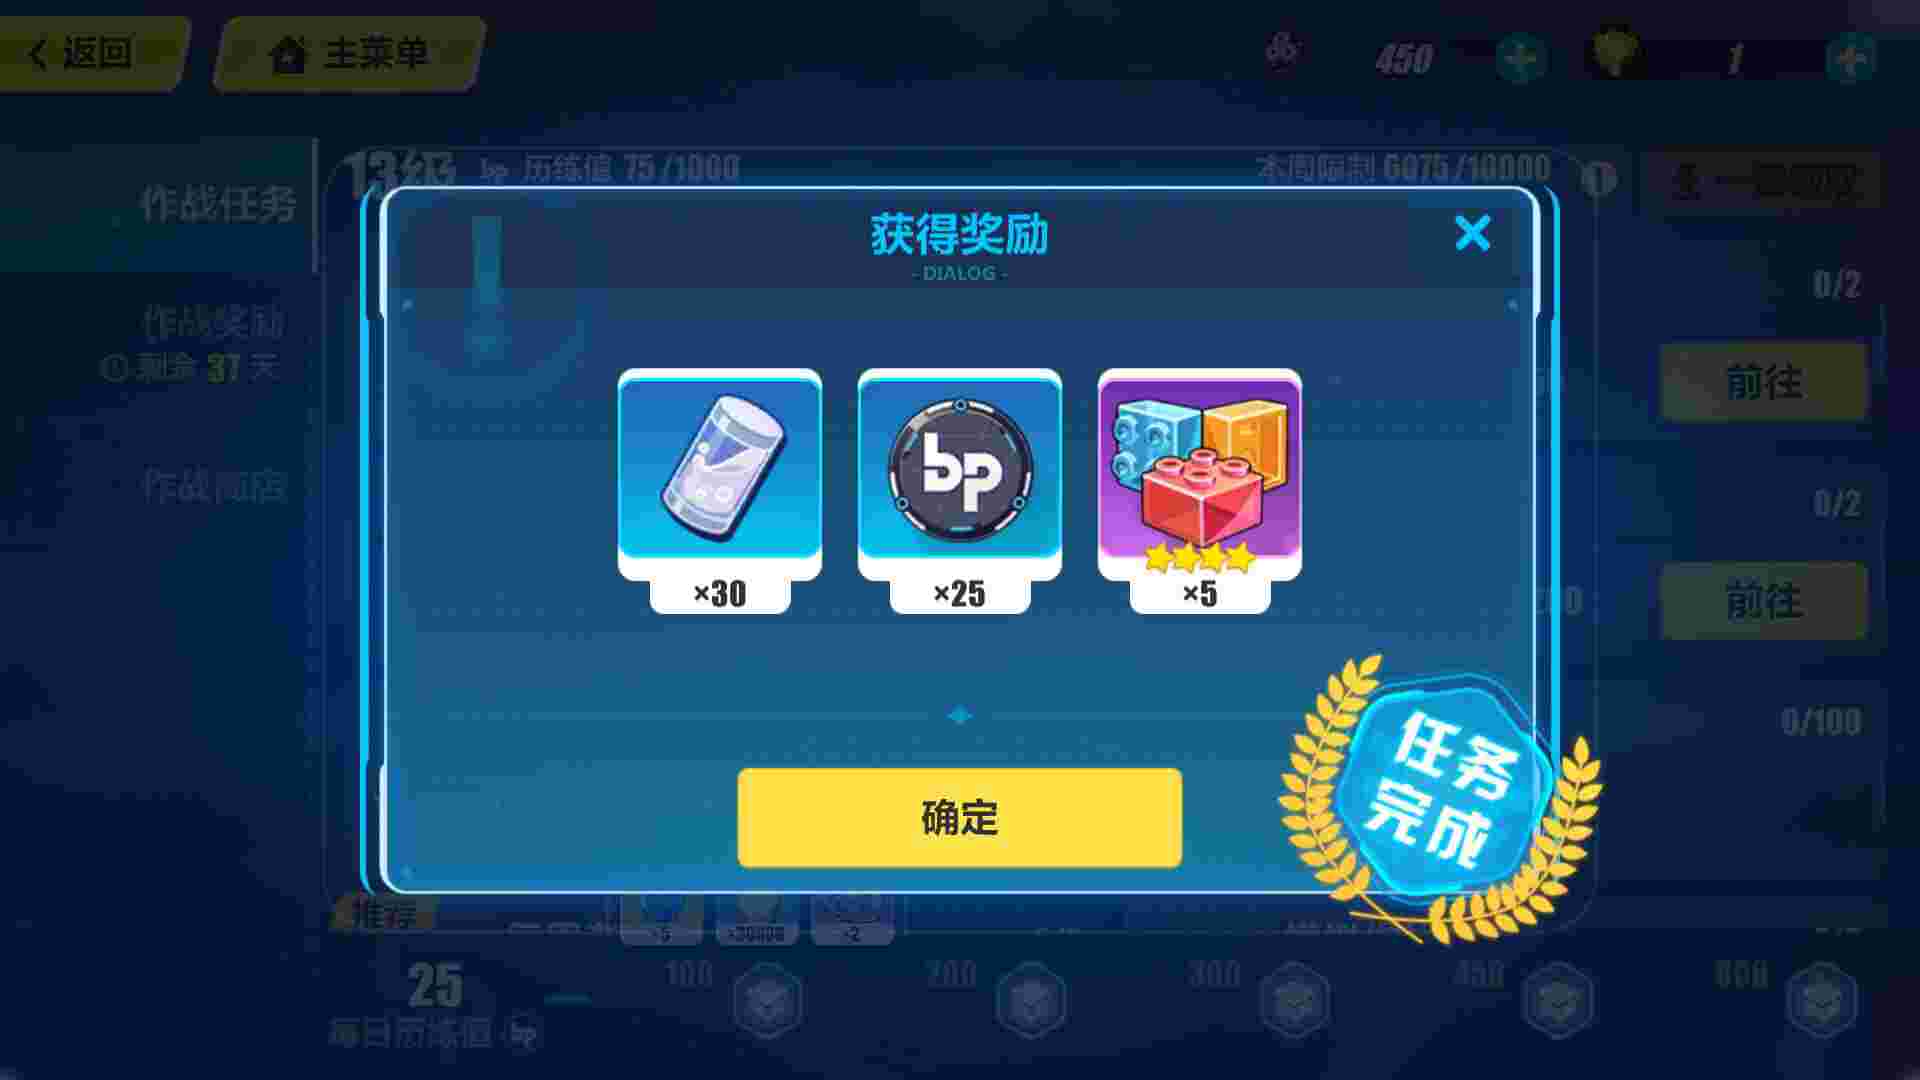 返回
主菜单
450
1
13级
bp 历练值 75/1000
本周限制 6075/10000
作战任务
获得奖励
- DIALOG -
0/2
作战奖励
剩余 37 天
前往
作战商店
bp
0/2
×30
×25
×5
前往
0/100
任务
完成
确定
推荐
×30000
25
100
200
300
450
每日历练值 bp